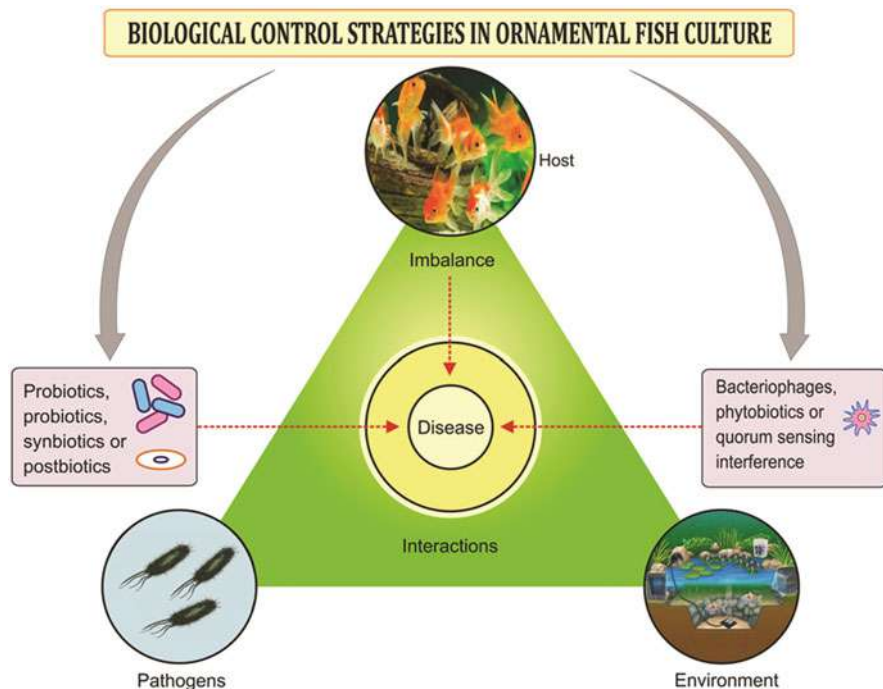 BIOLOGICAL CONTROL STRATEGIES IN ORNAMENTAL FISH CULTURE
Host
Imbalance
Probiotics,
probiotics,
synbiotics or
postbiotics
Disease
Bacteriophages,
phytobiotics or
quorum sensing
interference
Interactions
Pathogens
Environment